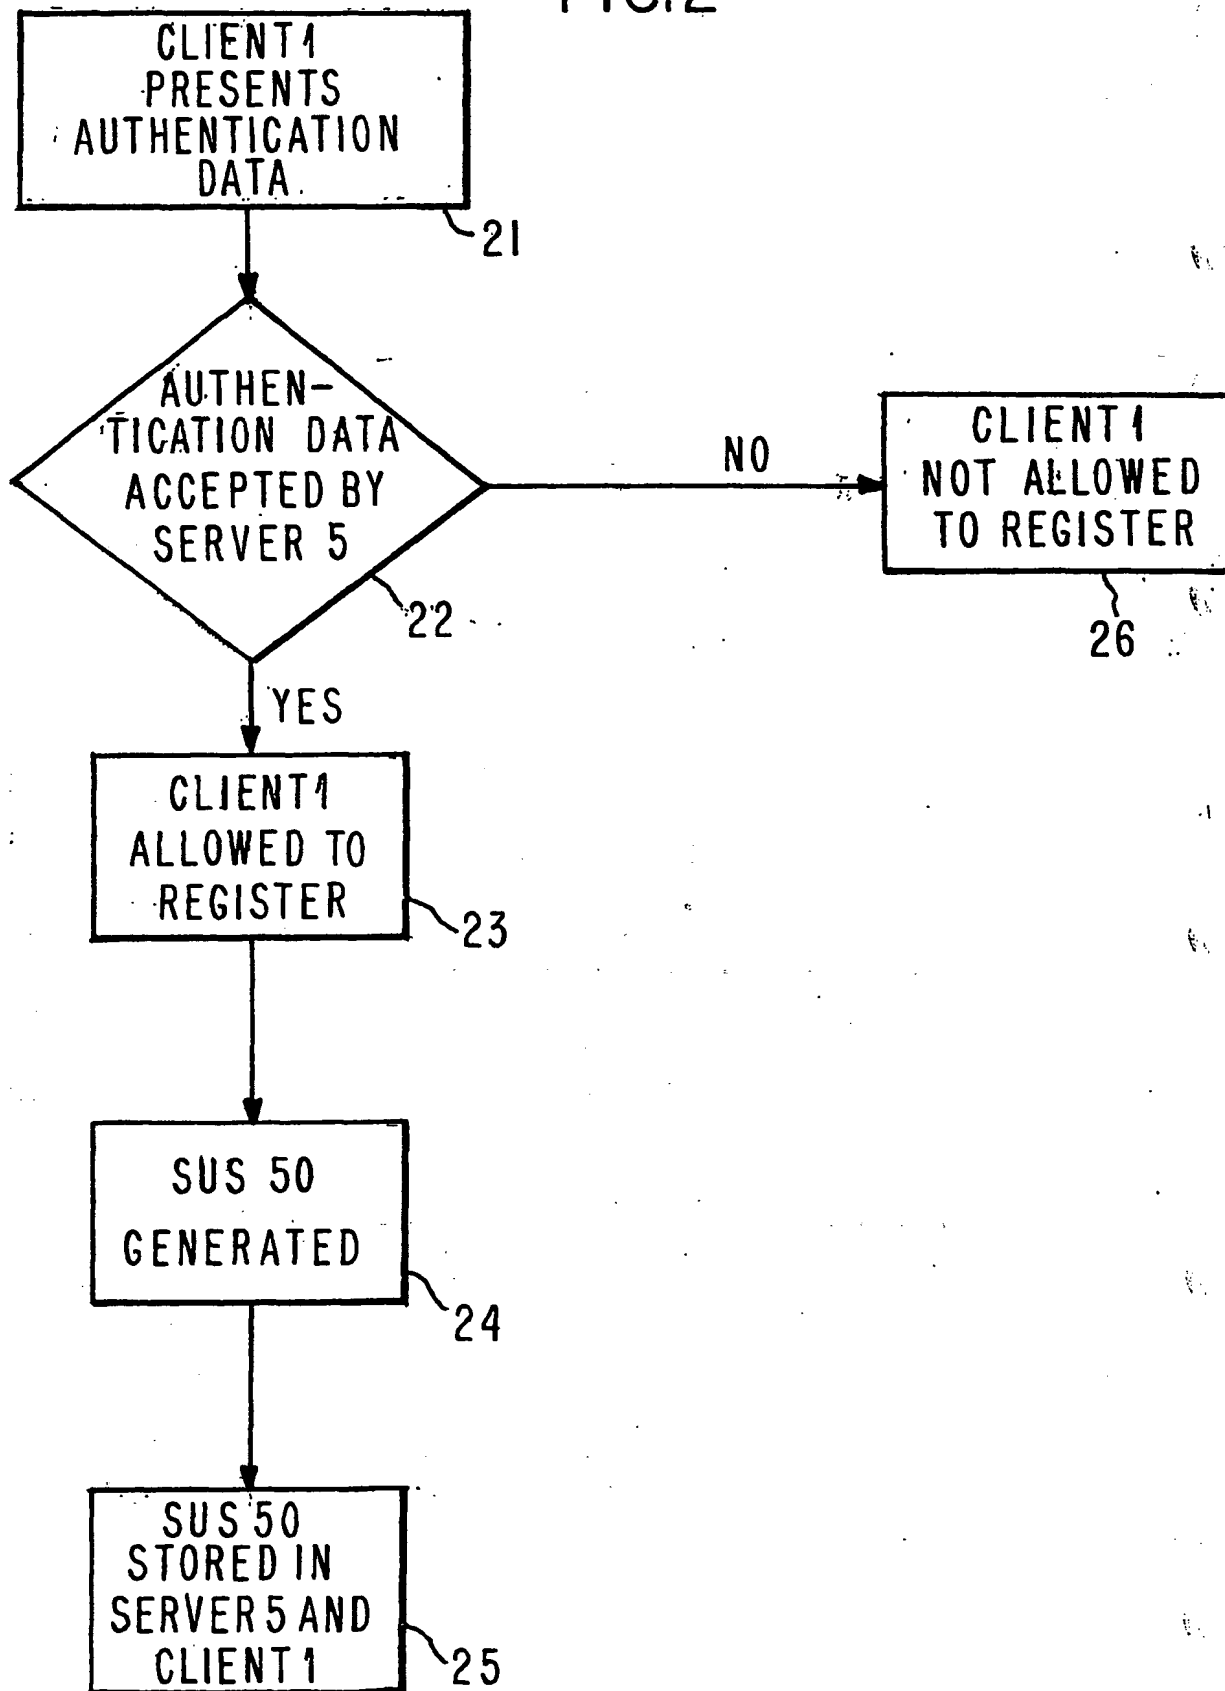 FIG.2
CLIENT 1
PRESENTS
AUTHENTICATION
DATA
21
AUTHEN-
TICATION DATA
ACCEPTED BY
SERVER 5
22
NO
CLIENT 1
NOT ALLOWED
TO REGISTER
26
YES
CLIENT 1
ALLOWED TO
REGISTER
23
SUS 50
GENERATED
24
SUS 50
STORED IN
SERVER 5 AND
CLIENT 1
25